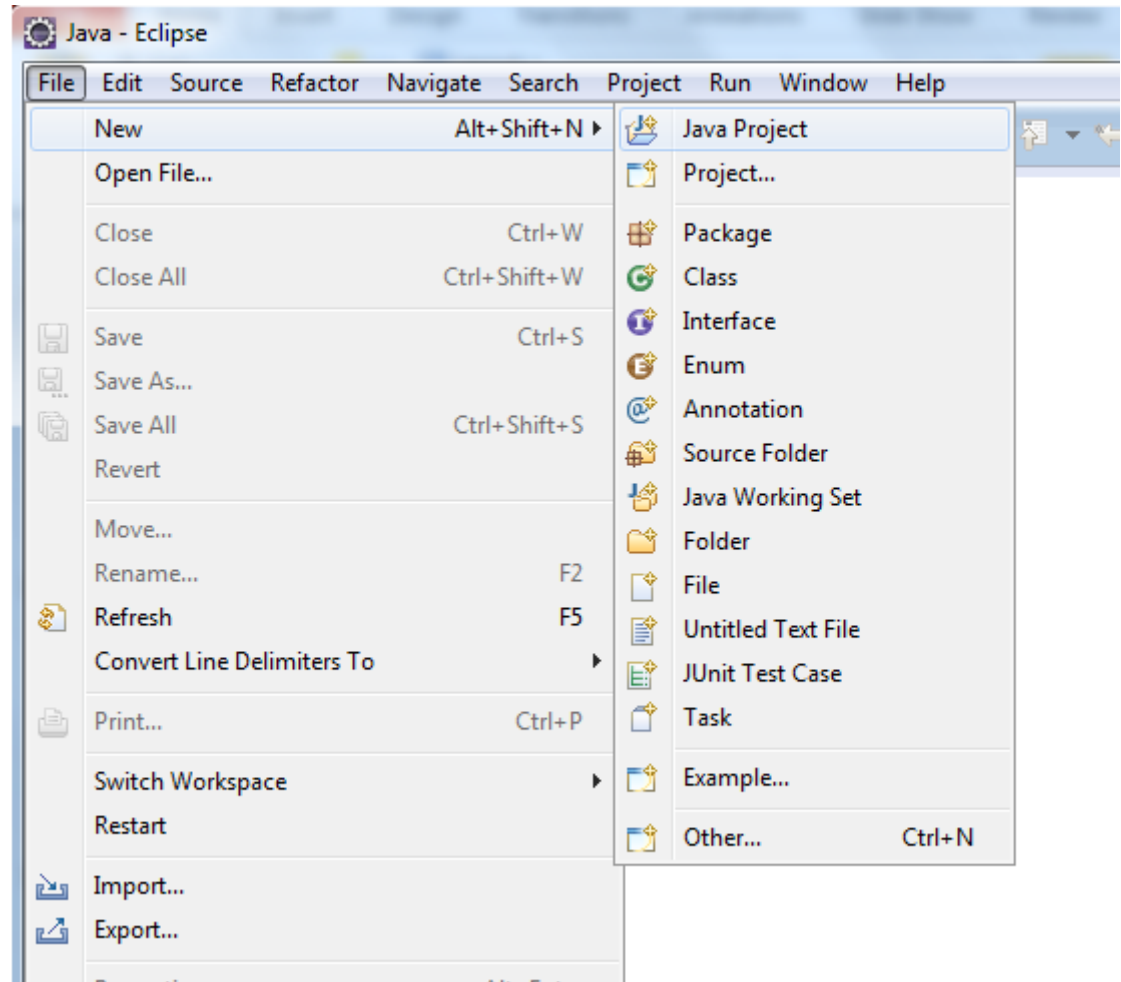 Java - Eclipse
File Edit Source Refactor Navigate Search Project Run Window Help
New Alt+Shift+N
Open File...
Close Ctrl+W
Close All Ctrl+Shift+W
Save Ctrl+S
Save As...
Save All Ctrl+Shift+S
Revert
Move...
Rename... F2
Refresh F5
Convert Line Delimiters To
Print... Ctrl+P
Switch Workspace
Restart
Import...
Export...
Java Project
Project...
Package
Class
Interface
Enum
Annotation
Source Folder
Java Working Set
Folder
File
Untitled Text File
JUnit Test Case
Task
Example...
Other... Ctrl+N